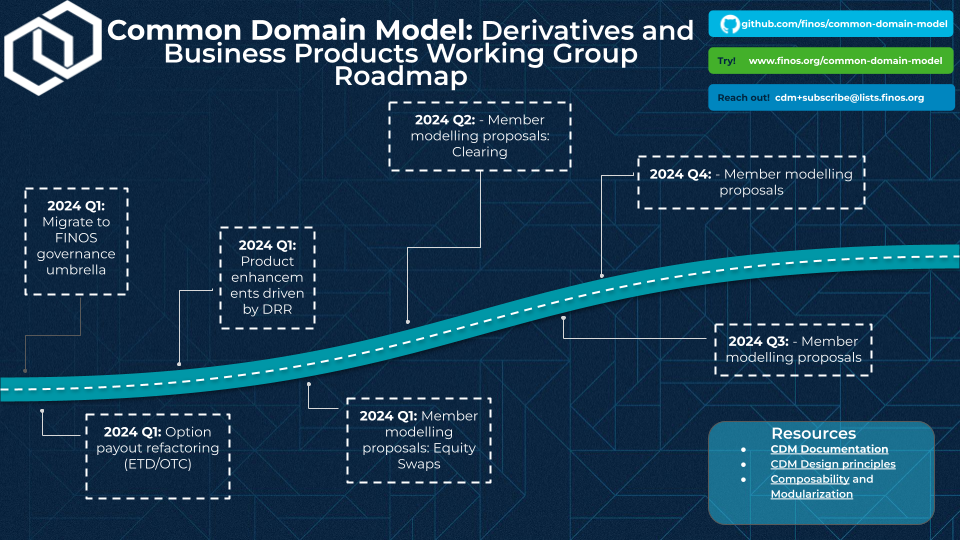 Common Domain Model: Derivatives and
Business Products Working Group
Roadmap
github.com/finos/common-domain-model
Try! www.finos.org/common-domain-model
Reach out! cdm+subscribe@lists.finos.org
2024 Q2: - Member
modelling proposals:
Clearing
2024 Q4: - Member modelling
proposals
2024 Q1:
Migrate to
FINOS
governance
umbrella
2024 Q1:
Product
enhancem
ents driven
by DRR
2024 Q3: - Member
modelling proposals
2024 Q1: Option
payout refactoring
(ETD/OTC)
2024 Q1: Member
modelling
proposals: Equity
Swaps
Resources
● CDM Documentation
● CDM Design principles
● Composability and
Modularization